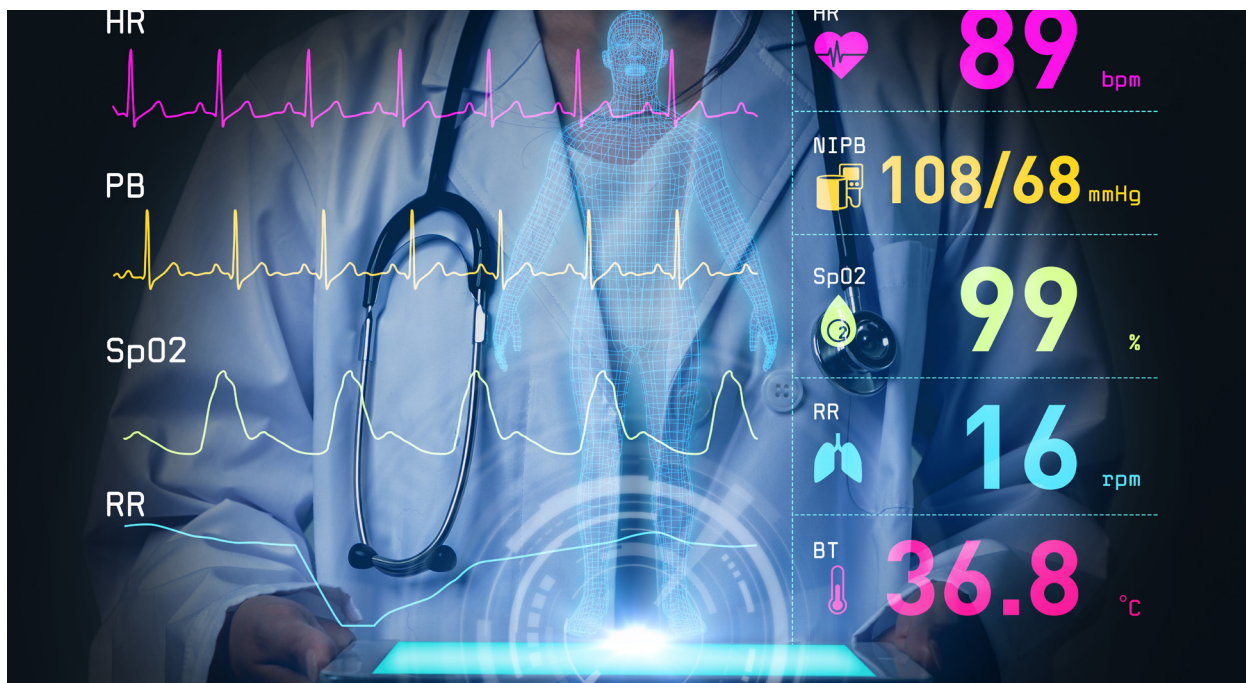 HR
PB
SpO2
RR
HR
89 bpm
NIPB
108/68 mmHg
SpO2
O2
99 %
RR
16 rpm
BT
36.8 °C